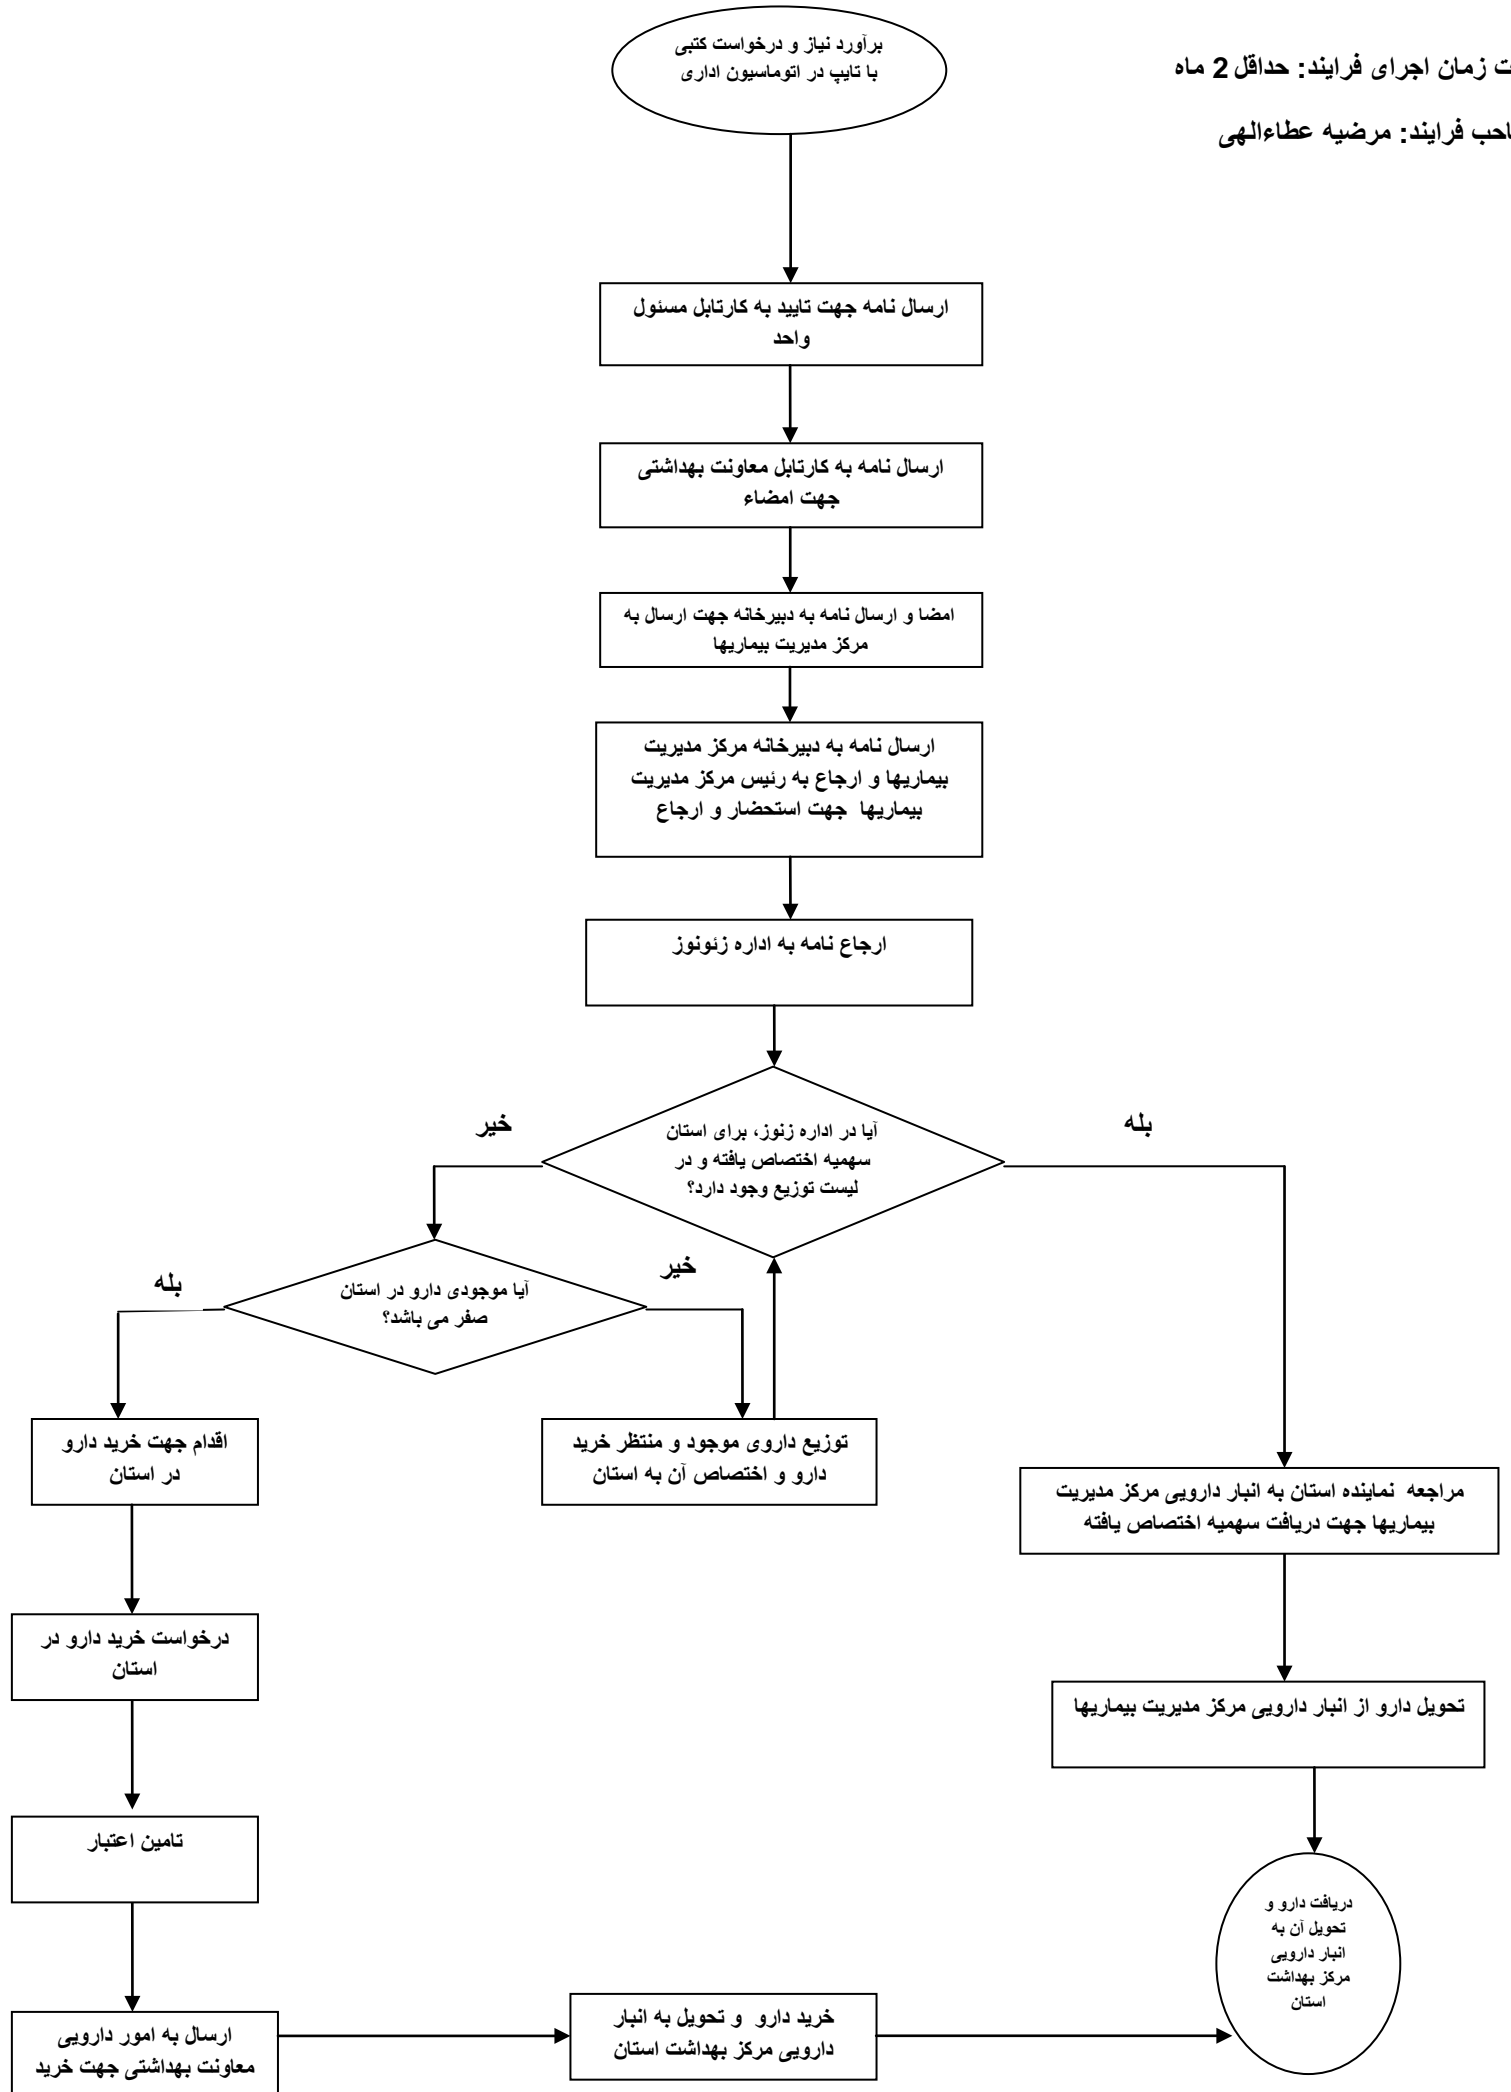 برآورد نیاز و درخواست کتبی
با تایپ در اتوماسیون اداری
زمان اجرای فرایند: حداقل 2 ماه
فرایند: مرضیه عطاءالهی
ارسال نامه جهت تایید به کارتابل مسئول
واحد
ارسال نامه به کارتابل معاونت بهداشتی
جهت امضاء
امضا و ارسال نامه به دبیرخانه جهت ارسال به
مرکز مدیریت بیماریها
ارسال نامه به دبیرخانه مرکز مدیریت
بیماریها و ارجاع به رئیس مرکز مدیریت
بیماریها جهت استحضار و ارجاع
ارجاع نامه به اداره زئونوز
آیا در اداره زنوز، برای استان
سهمیه اختصاص یافته و در
لیست توزیع وجود دارد؟
بله
خیر
آیا موجودی دارو در استان
صفر می باشد؟
خیر
بله
اقدام جهت خرید دارو
در استان
توزیع داروی موجود و منتظر خرید
دارو و اختصاص آن به استان
مراجعه نماینده استان به انبار دارویی مرکز مدیریت
بیماریها جهت دریافت سهمیه اختصاص یافته
درخواست خرید دارو در
استان
تحویل دارو از انبار دارویی مرکز مدیریت بیماریها
تامین اعتبار
دریافت دارو و
تحویل آن به
انبار دارویی
مرکز بهداشت
استان
ارسال به امور دارویی
معاونت بهداشتی جهت خرید
خرید دارو و تحویل به انبار
دارویی مرکز بهداشت استان